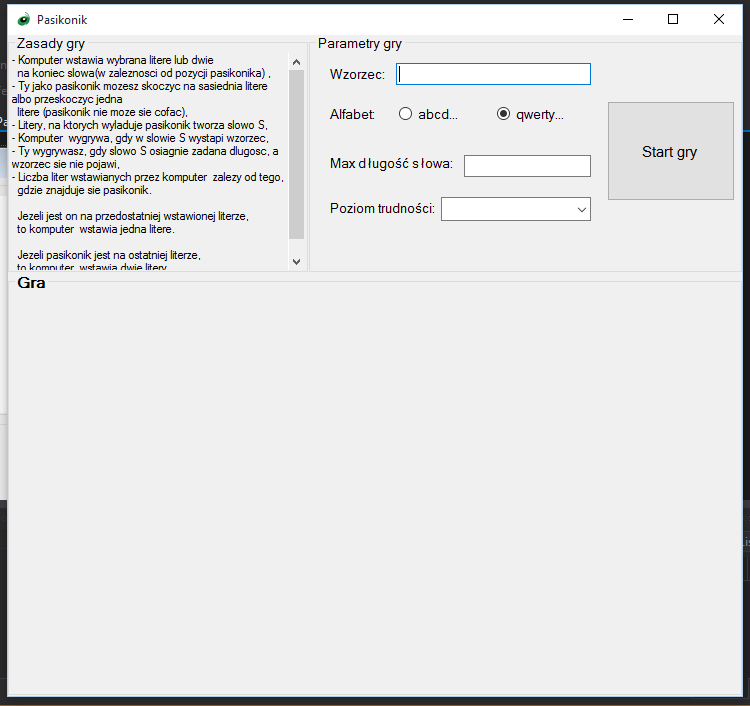 Pasikonik
Zasady gry
- Komputer wstawia wybrana litere lub dwie
na koniec slowa(w zaleznosci od pozycji pasikonika) ,
- Ty jako pasikonik mozesz skoczyc na sasiednia litere
albo przeskoczyc jedna
litere (pasikonik nie moze sie cofac),
- Litery, na ktorych wyladuje pasikonik tworza slowo S,
- Komputer wygrywa, gdy w slowie S wystapi wzorzec,
- Ty wygrywasz, gdy slowo S osiagnie zadana dlugosc, a
wzorzec sie nie pojawi,
- Liczba liter wstawianych przez komputer zalezy od tego,
gdzie znajduje sie pasikonik.
Jezeli jest on na przedostatniej wstawionej literze,
to komputer wstawia jedna litere.
Jezeli pasikonik jest na ostatniej literze,
to komputer wstawia dwie litery
Parametry gry
Wzorzec:
Alfabet: abcd... qwerty...
Max długość słowa:
Poziom trudności:
Start gry
Gra